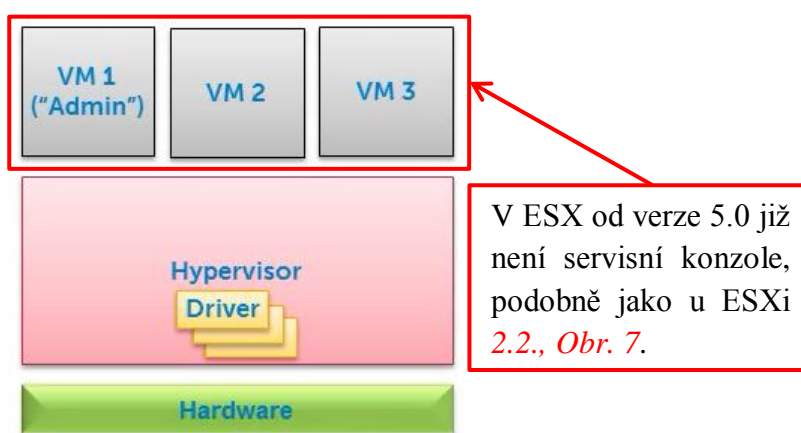 VM 1
("Admin")
VM 2
VM 3
Hypervisor
Driver
Hardware
V ESX od verze 5.0 již
není servisní konzole,
podobně jako u ESXi
2.2., Obr. 7.